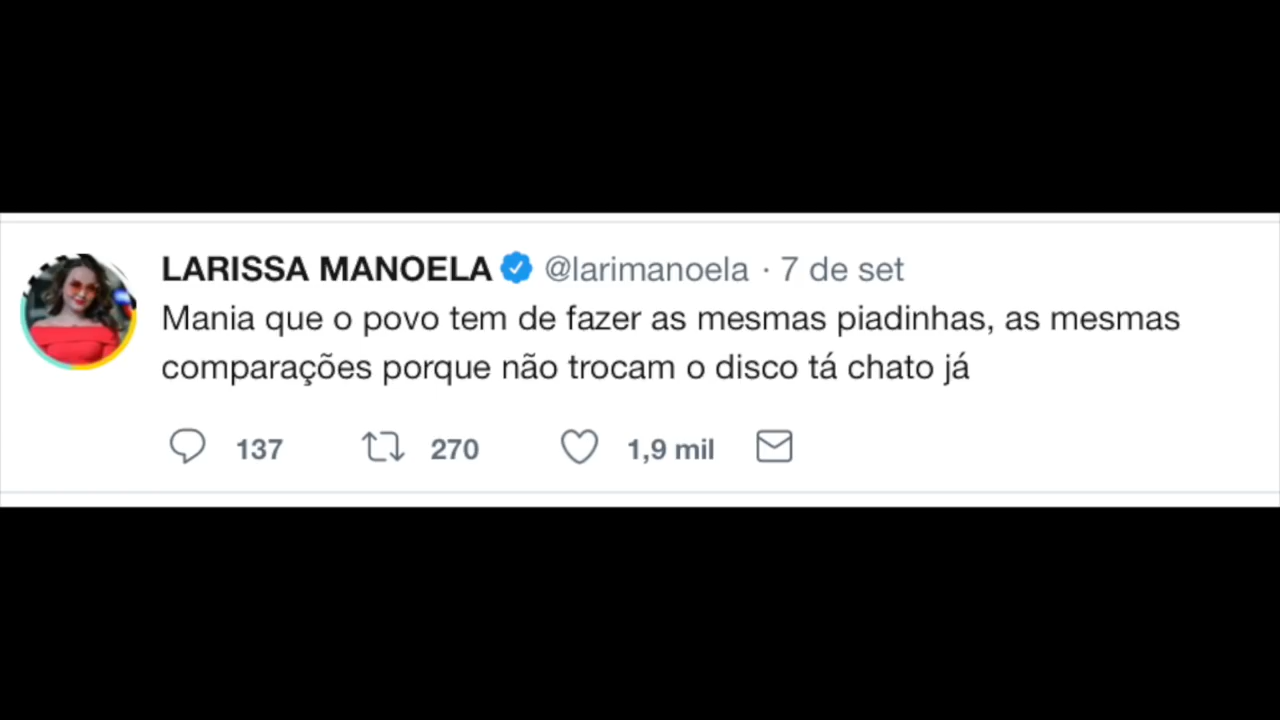 LARISSA MANOELA @larimanoela · 7 de set
Mania que o povo tem de fazer as mesmas piadinhas, as mesmas
comparações porque não trocam o disco tá chato já
137 270 1,9 mil